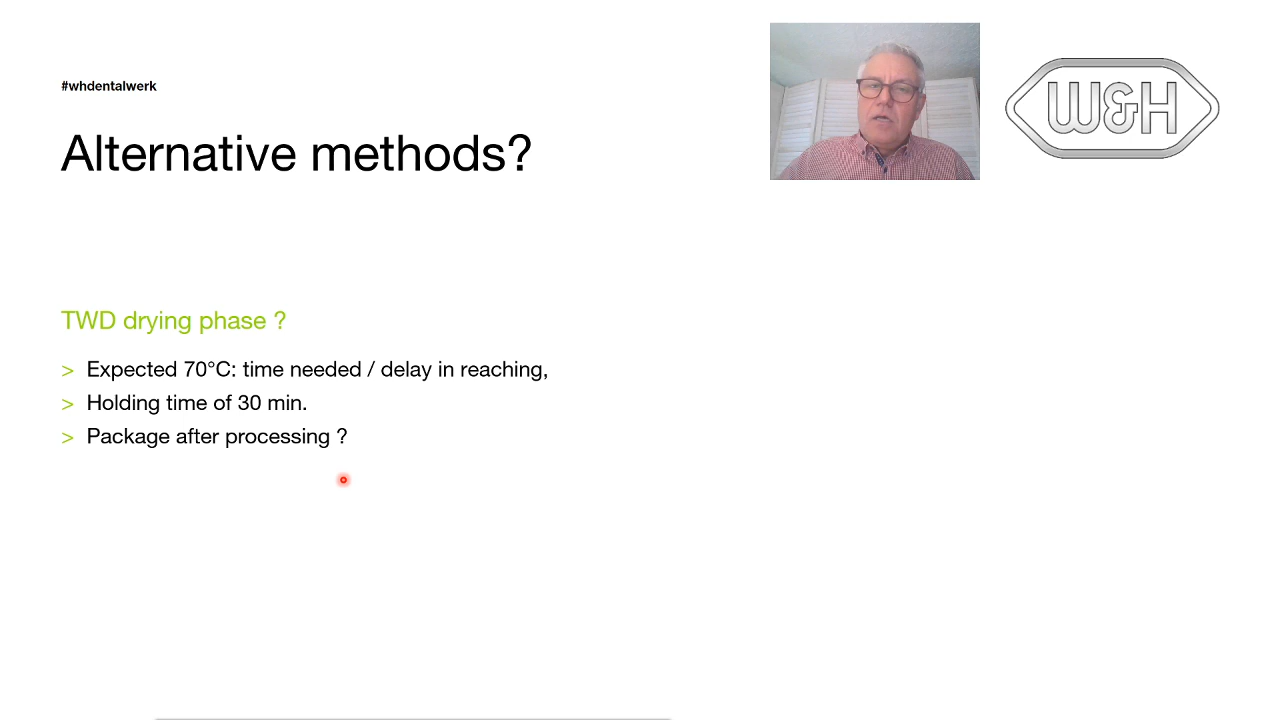 #whdentalwerk
W&H
Alternative methods?
TWD drying phase ?
> Expected 70°C: time needed / delay in reaching,
> Holding time of 30 min.
> Package after processing ?